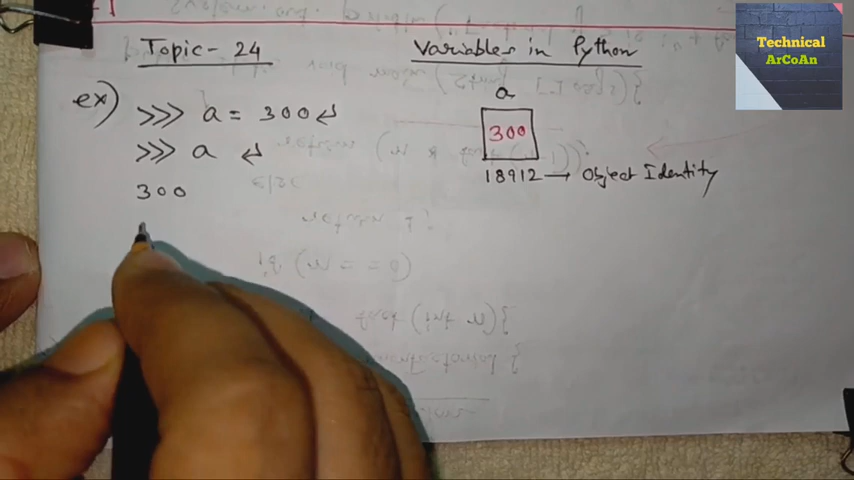 Topic - 24
Variables in Python
Technical
ArCoAn
ex) >>> a = 300 ↵
>>> a ↵
300
a
300
18912 → Object Identity